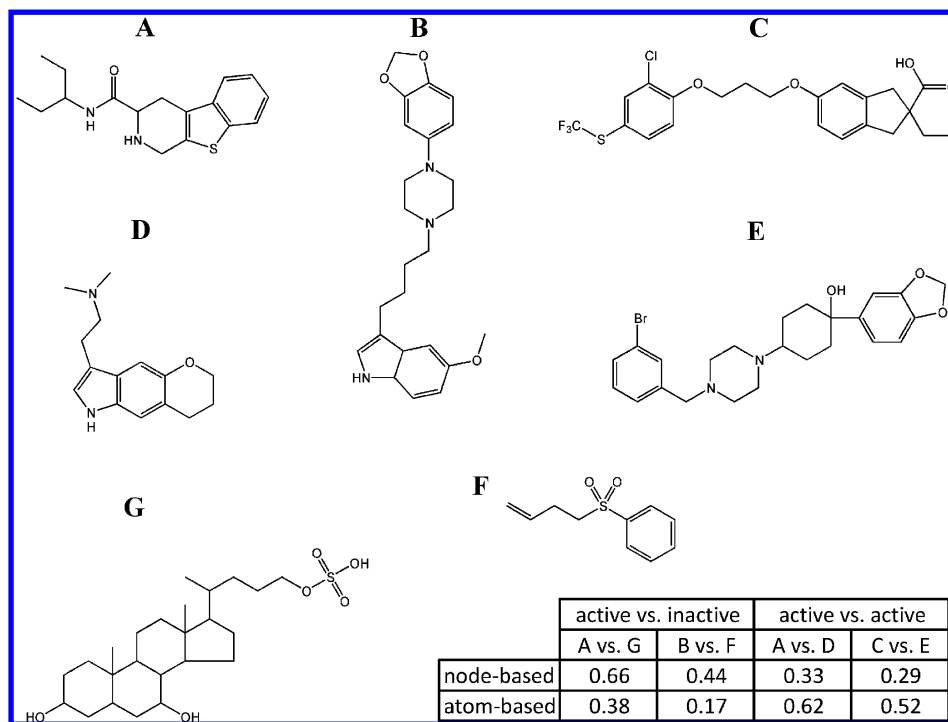 A
B
C
O
N
H
HN
S
O
O
N
N
HN
O
Cl
F₃C
S
O
O
HO
D
N
O
N
H
E
OH
O
O
Br
N
N
F
O
O
S
G
O
S
OH
O
O
HO
OH
active vs. inactive active vs. active
A vs. G B vs. F A vs. D C vs. E
node-based 0.66 0.44 0.33 0.29
atom-based 0.38 0.17 0.62 0.52